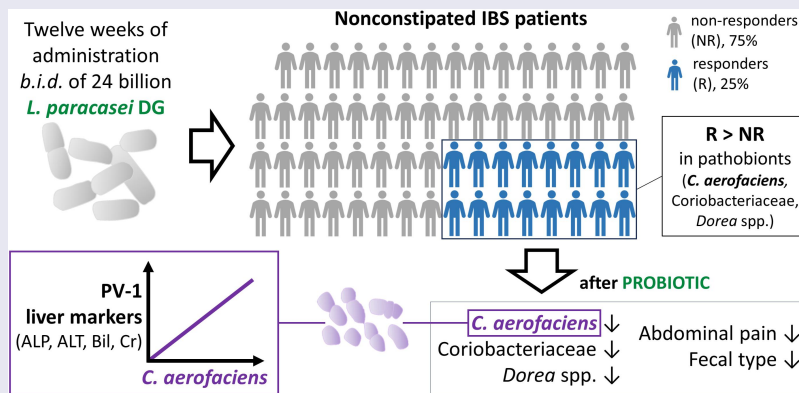 Nonconstipated IBS patients
Twelve weeks of
administration
b.i.d. of 24 billion
L. paracasei DG
non-responders
(NR), 75%
responders
(R), 25%
R > NR
in pathobionts
(C. aerofaciens,
Coriobacteriaceae,
Dorea spp.)
after PROBIOTIC
C. aerofaciens ↓
Coriobacteriaceae ↓
Dorea spp. ↓
Abdominal pain ↓
Fecal type ↓
PV-1
liver markers
(ALP, ALT, Bil, Cr)
C. aerofaciens